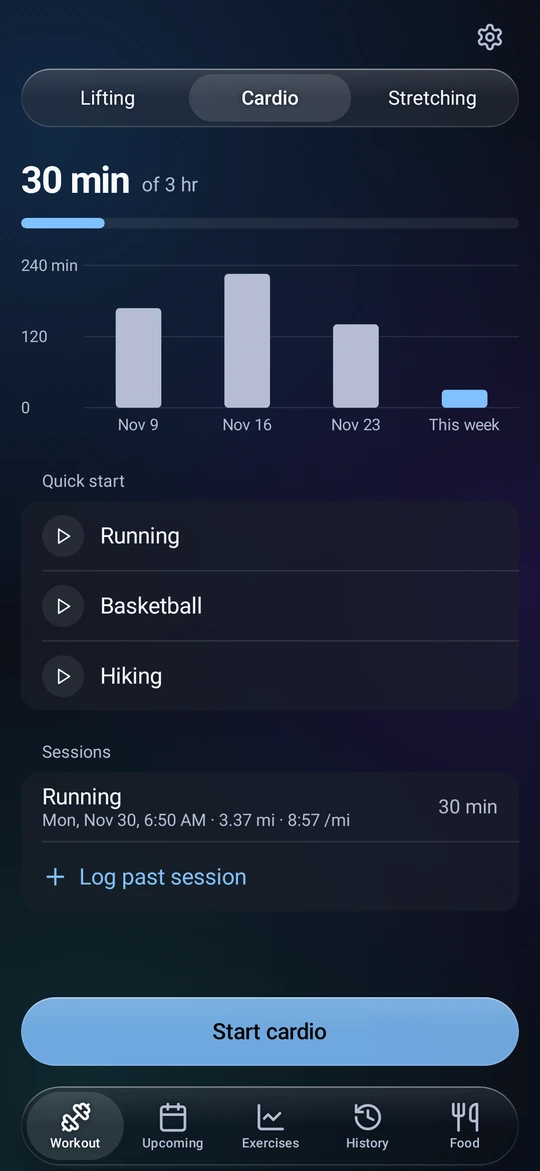 Lifting
Cardio
Stretching
30 min of 3 hr
240 min
120
0
Nov 9
Nov 16
Nov 23
This week
Quick start
Running
Basketball
Hiking
Sessions
Running
Mon, Nov 30, 6:50 AM · 3.37 mi · 8:57 /mi
30 min
Log past session
Start cardio
Workout
Upcoming
Exercises
History
Food